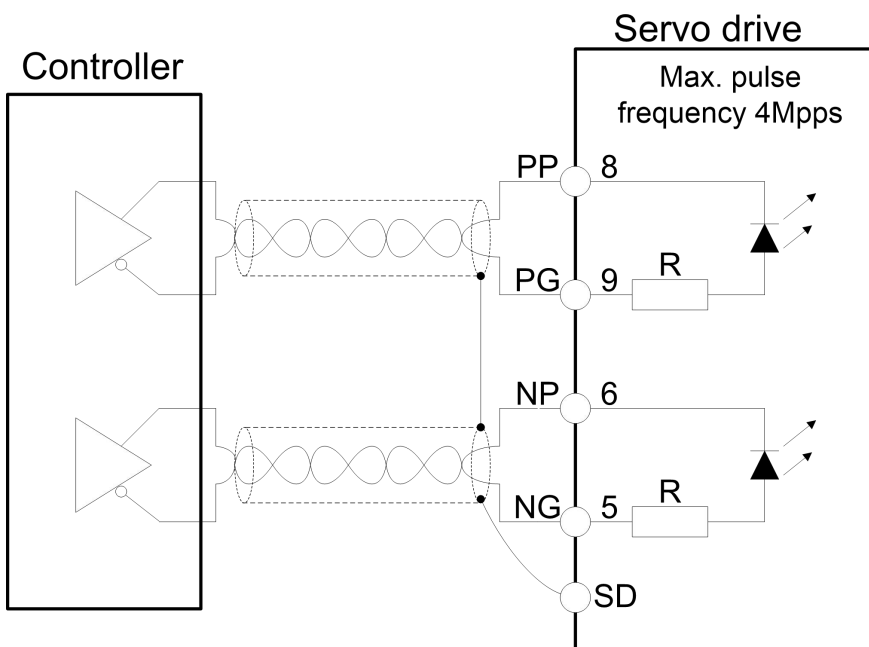 Servo drive
Controller
Max. pulse
frequency 4Mpps
PP 8
PG 9 R
NP 6
NG 5 R
SD